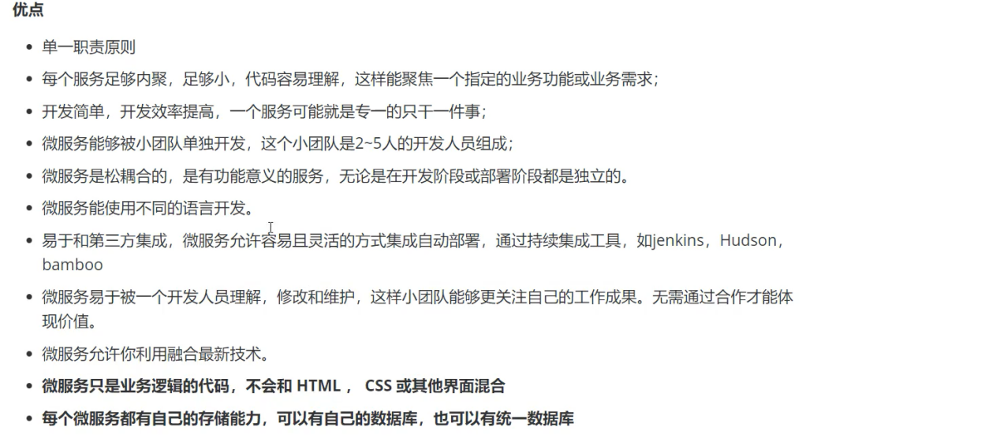 优点
单一职责原则
每个服务足够内聚，足够小，代码容易理解，这样能聚焦一个指定的业务功能或业务需求；
开发简单，开发效率提高，一个服务可能就是专一的只干一件事；
微服务能够被小团队单独开发，这个小团队是2~5人的开发人员组成；
微服务是松耦合的，是有功能意义的服务，无论是在开发阶段或部署阶段都是独立的。
微服务能使用不同的语言开发。
易于和第三方集成，微服务允许容易且灵活的方式集成自动部署，通过持续集成工具，如jenkins，Hudson，
bamboo
微服务易于被一个开发人员理解，修改和维护，这样小团队能够更关注自己的工作成果。无需通过合作才能体
现价值。
微服务允许你利用融合最新技术。
微服务只是业务逻辑的代码，不会和 HTML ， CSS 或其他界面混合
每个微服务都有自己的存储能力，可以有自己的数据库，也可以有统一数据库